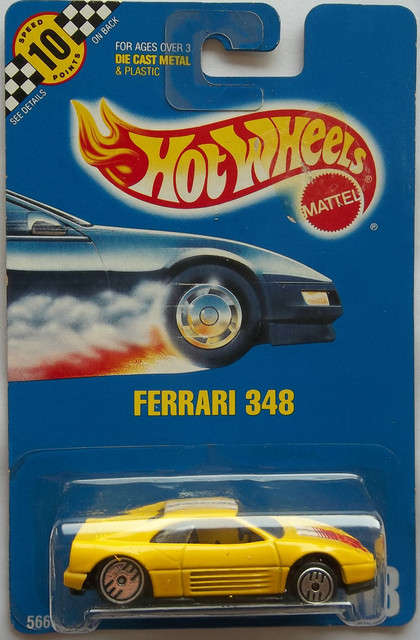 SPEED
10
POINTS
SEE DETAILS
ON BACK
FOR AGES OVER 3
DIE CAST METAL
& PLASTIC
HOT WHEELS
MATTEL
®
FERRARI 348
566
8